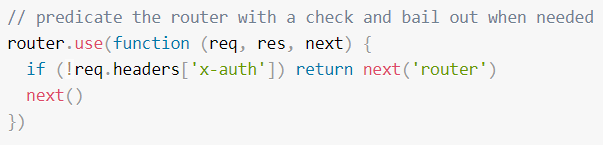 // predicate the router with a check and bail out when needed
router.use(function (req, res, next) {
  if (!req.headers['x-auth']) return next('router')
  next()
})